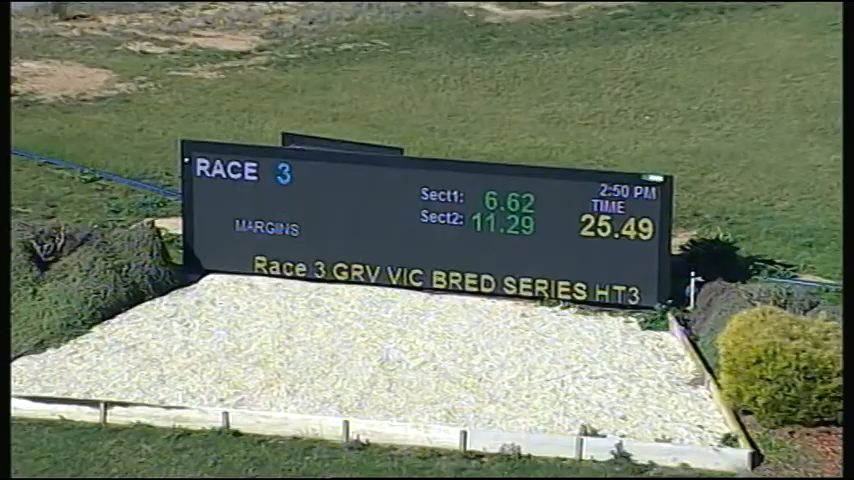 RACE 3
2:50 PM
Sect1: 6.62
TIME
Sect2: 11.29
25.49
MARGINS
Race 3 GRV VIC BRED SERIES HT3